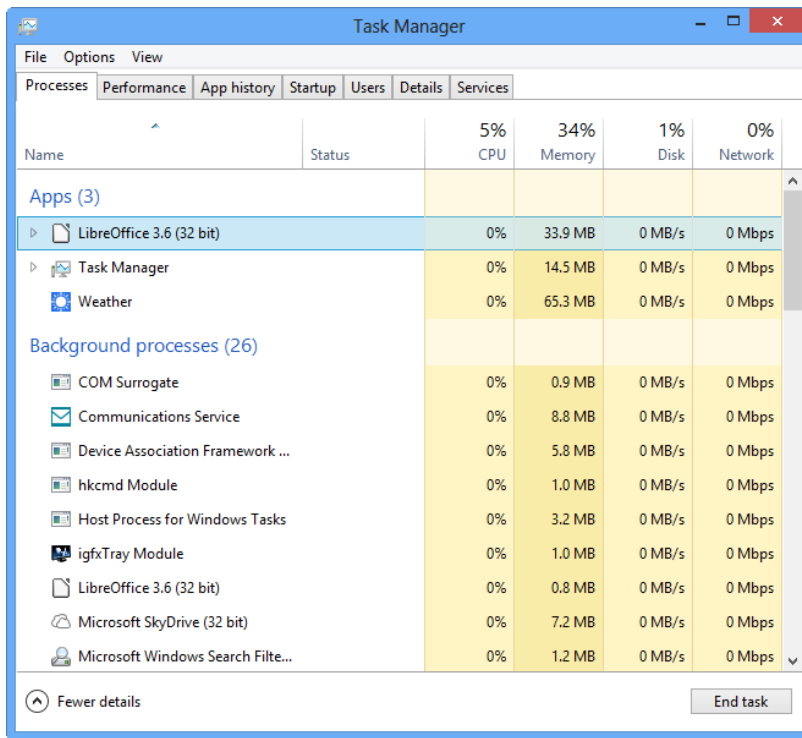 Task Manager
File Options View
Processes Performance App history Startup Users Details Services
5% 34% 1% 0%
Name Status CPU Memory Disk Network
Apps (3)
LibreOffice 3.6 (32 bit) 0% 33.9 MB 0 MB/s 0 Mbps
Task Manager 0% 14.5 MB 0 MB/s 0 Mbps
Weather 0% 65.3 MB 0 MB/s 0 Mbps
Background processes (26)
COM Surrogate 0% 0.9 MB 0 MB/s 0 Mbps
Communications Service 0% 8.8 MB 0 MB/s 0 Mbps
Device Association Framework ... 0% 5.8 MB 0 MB/s 0 Mbps
hkcmd Module 0% 1.0 MB 0 MB/s 0 Mbps
Host Process for Windows Tasks 0% 3.2 MB 0 MB/s 0 Mbps
igfxTray Module 0% 1.0 MB 0 MB/s 0 Mbps
LibreOffice 3.6 (32 bit) 0% 0.8 MB 0 MB/s 0 Mbps
Microsoft SkyDrive (32 bit) 0% 7.2 MB 0 MB/s 0 Mbps
Microsoft Windows Search Filte... 0% 1.2 MB 0 MB/s 0 Mbps
Fewer details End task